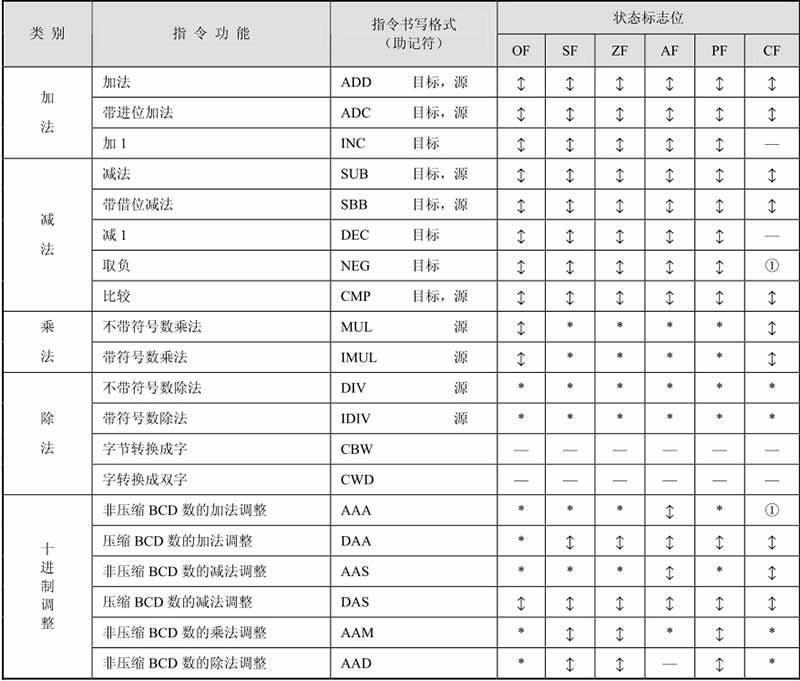 类别 指令功能 指令书写格式(助记符) 状态标志位
OF SF ZF AF PF CF
加法
加法 ADD 目标，源 ↕ ↕ ↕ ↕ ↕ ↕
带进位加法 ADC 目标，源 ↕ ↕ ↕ ↕ ↕ ↕
加1 INC 目标 ↕ ↕ ↕ ↕ ↕ —
减法
减法 SUB 目标，源 ↕ ↕ ↕ ↕ ↕ ↕
带借位减法 SBB 目标，源 ↕ ↕ ↕ ↕ ↕ ↕
减1 DEC 目标 ↕ ↕ ↕ ↕ ↕ —
取负 NEG 目标 ↕ ↕ ↕ ↕ ↕ ①
比较 CMP 目标，源 ↕ ↕ ↕ ↕ ↕ ↕
乘法
不带符号数乘法 MUL 源 ↕ * * * * ↕
带符号数乘法 IMUL 源 ↕ * * * * ↕
除法
不带符号数除法 DIV 源 * * * * * *
带符号数除法 IDIV 源 * * * * * *
字节转换成字 CBW — — — — — —
字转换成双字 CWD — — — — — —
十进制调整
非压缩 BCD 数的加法调整 AAA * * * ↕ * ①
压缩 BCD 数的加法调整 DAA * ↕ ↕ ↕ ↕ ↕
非压缩 BCD 数的减法调整 AAS * * * ↕ * ↕
压缩 BCD 数的减法调整 DAS ↕ ↕ ↕ ↕ ↕ ↕
非压缩 BCD 数的乘法调整 AAM * ↕ ↕ * ↕ *
非压缩 BCD 数的除法调整 AAD * ↕ ↕ — ↕ *